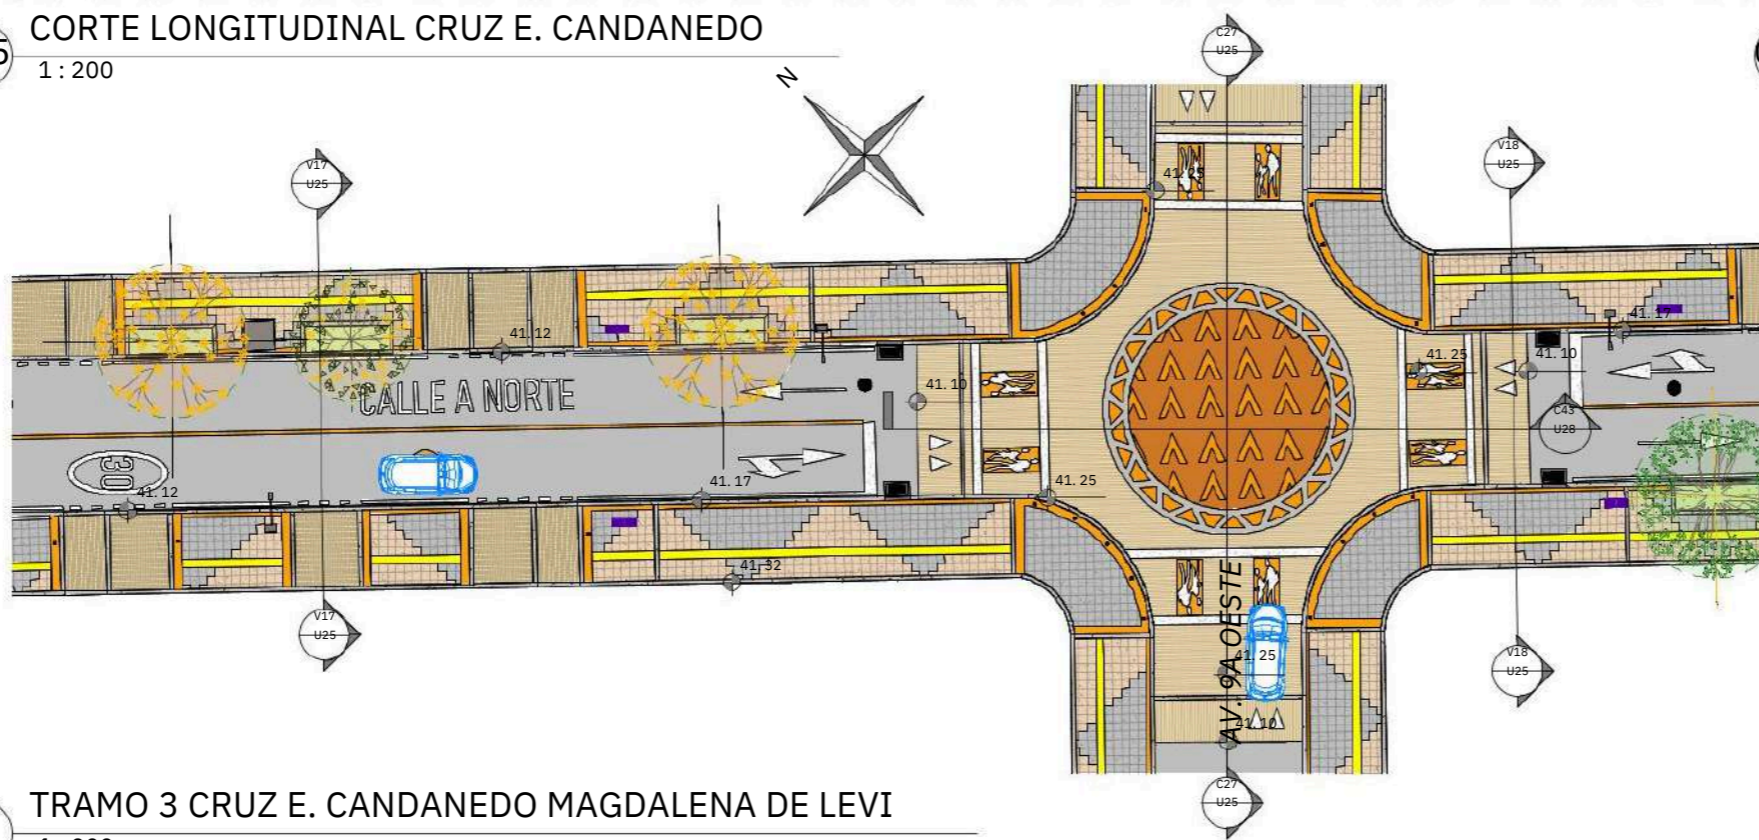 5
CORTE LONGITUDINAL CRUZ E. CANDANEDO
1 : 200
N
C27
U25
V17
U25
V18
U25
41. 25
41. 12
41. 17
CALLE A NORTE
41. 10
41. 25
41. 10
C43
U28
30
41. 12
41. 17
41. 25
41. 32
AV. 9A OESTE
41. 25
41. 10
V17
U25
V18
U25
C27
U25
TRAMO 3 CRUZ E. CANDANEDO MAGDALENA DE LEVI